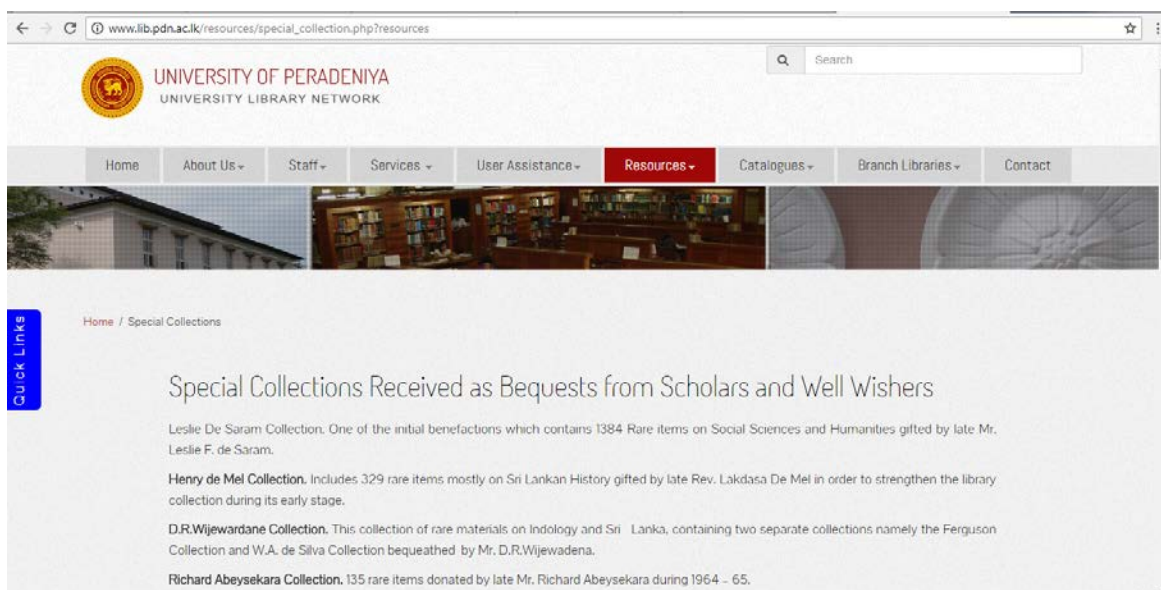 www.lib.pdn.ac.lk/resources/special_collection.php?resources
UNIVERSITY OF PERADENIYA
UNIVERSITY LIBRARY NETWORK
Search
Home About Us Staff Services User Assistance Resources Catalogues Branch Libraries Contact
Quick Links
Home / Special Collections
Special Collections Received as Bequests from Scholars and Well Wishers
Leslie De Saram Collection. One of the initial benefactions which contains 1384 Rare items on Social Sciences and Humanities gifted by late Mr.
Leslie F. de Saram.
Henry de Mel Collection. Includes 329 rare items mostly on Sri Lankan History gifted by late Rev. Lakdasa De Mel in order to strengthen the library
collection during its early stage.
D.R.Wijewardane Collection. This collection of rare materials on Indology and Sri Lanka, containing two separate collections namely the Ferguson
Collection and W.A. de Silva Collection bequeathed by Mr. D.R.Wijewadena.
Richard Abeysekara Collection. 135 rare items donated by late Mr. Richard Abeysekara during 1964 - 65.